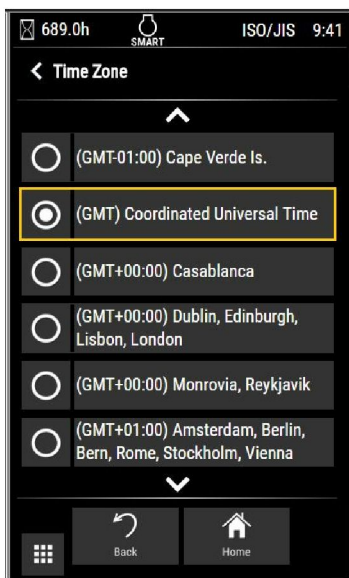 689.0h
SMART
ISO/JIS
9:41
Time Zone
(GMT-01:00) Cape Verde Is.
(GMT) Coordinated Universal Time
(GMT+00:00) Casablanca
(GMT+00:00) Dublin, Edinburgh,
Lisbon, London
(GMT+00:00) Monrovia, Reykjavik
(GMT+01:00) Amsterdam, Berlin,
Bern, Rome, Stockholm, Vienna
Back
Home